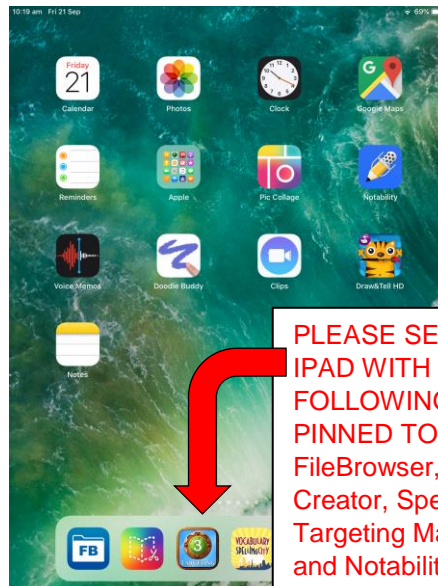 10:19 am Fri 21 Sep
69%
Friday
21
Calendar
Photos
Clock
G
Google Maps
Reminders
Apple
Pic Collage
Notability
Voice Memos
Doodle Buddy
Clips
Draw&Tell HD
Notes
PLEASE SE
IPAD WITH
FOLLOWING
PINNED TO
FileBrowser,
Creator, Spe
Targeting Ma
and Notabilit
FB
3
TARGETING
VOCABULARY
SPELLINGCITY